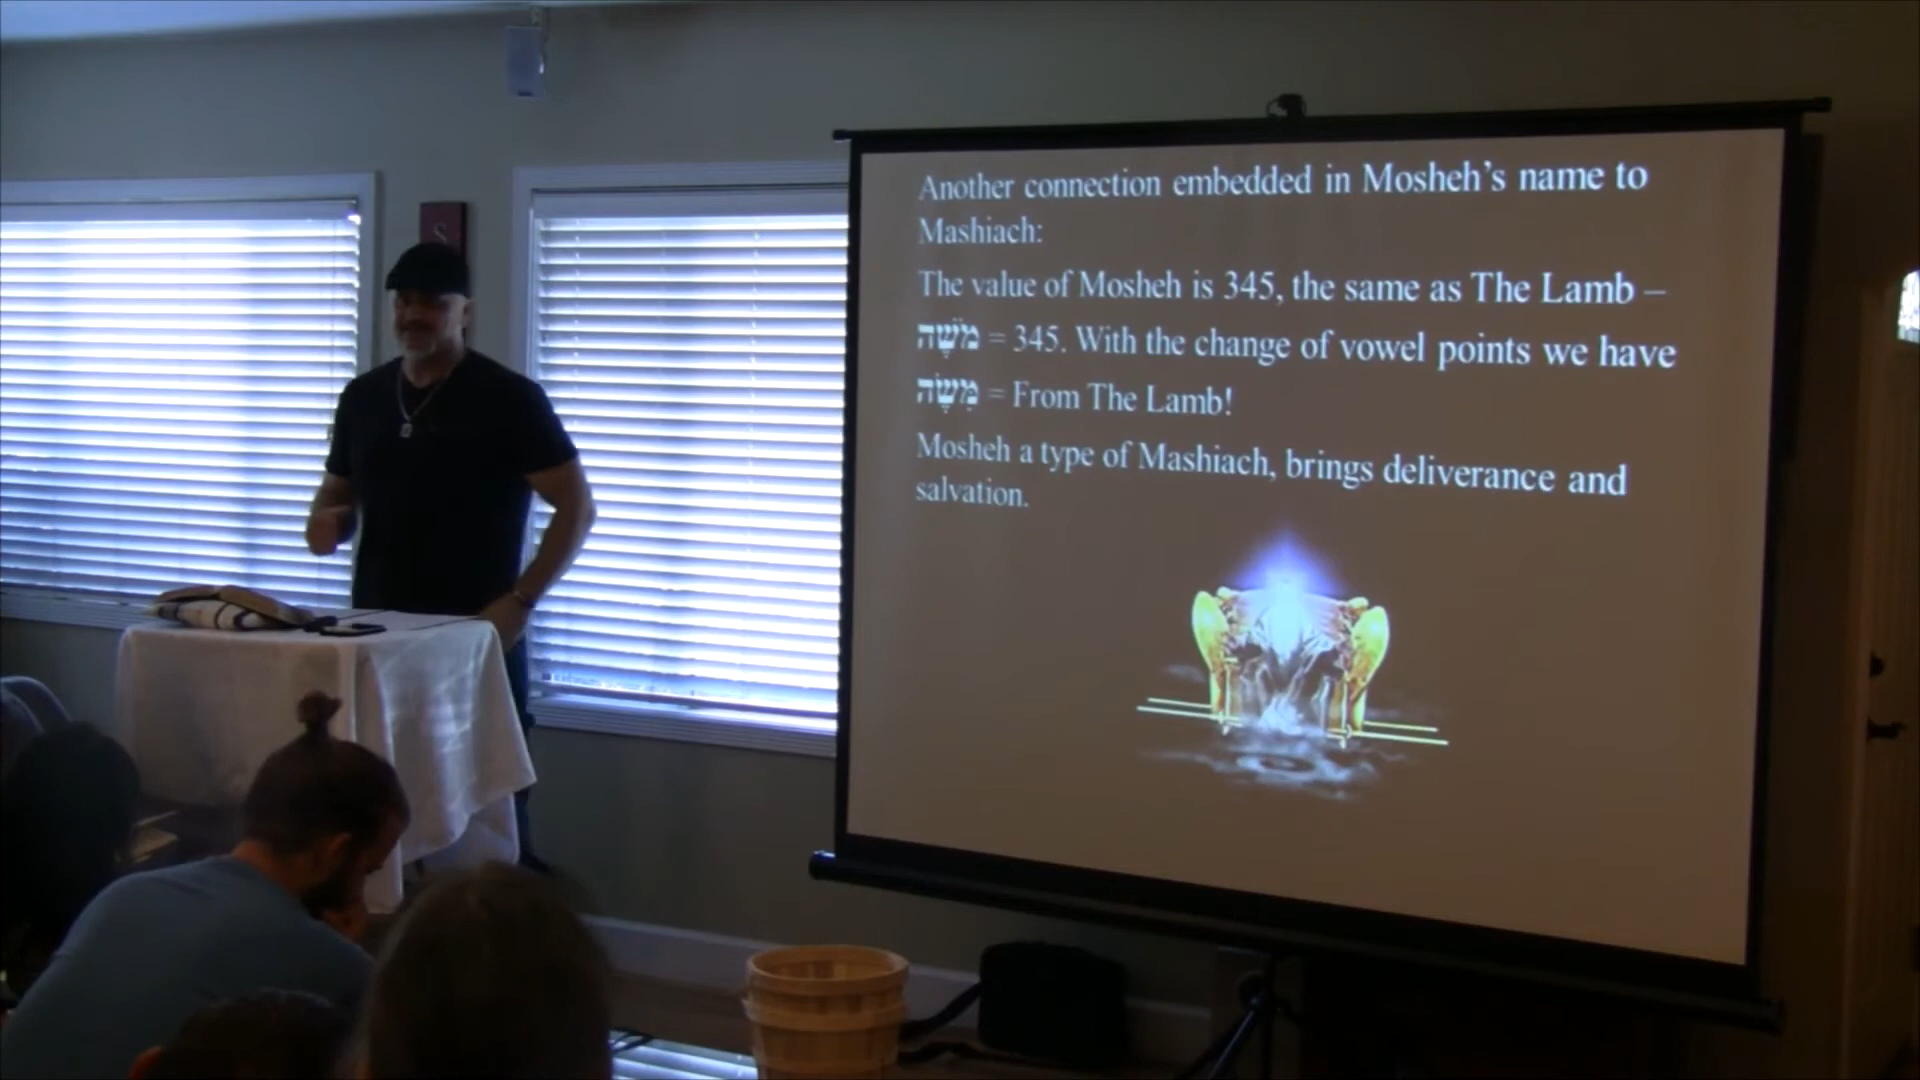 S
Another connection embedded in Mosheh's name to
Mashiach:
The value of Mosheh is 345, the same as The Lamb –
מֹשֶׁה = 345. With the change of vowel points we have
מִשֶּׂה = From The Lamb!
Mosheh a type of Mashiach, brings deliverance and
salvation.